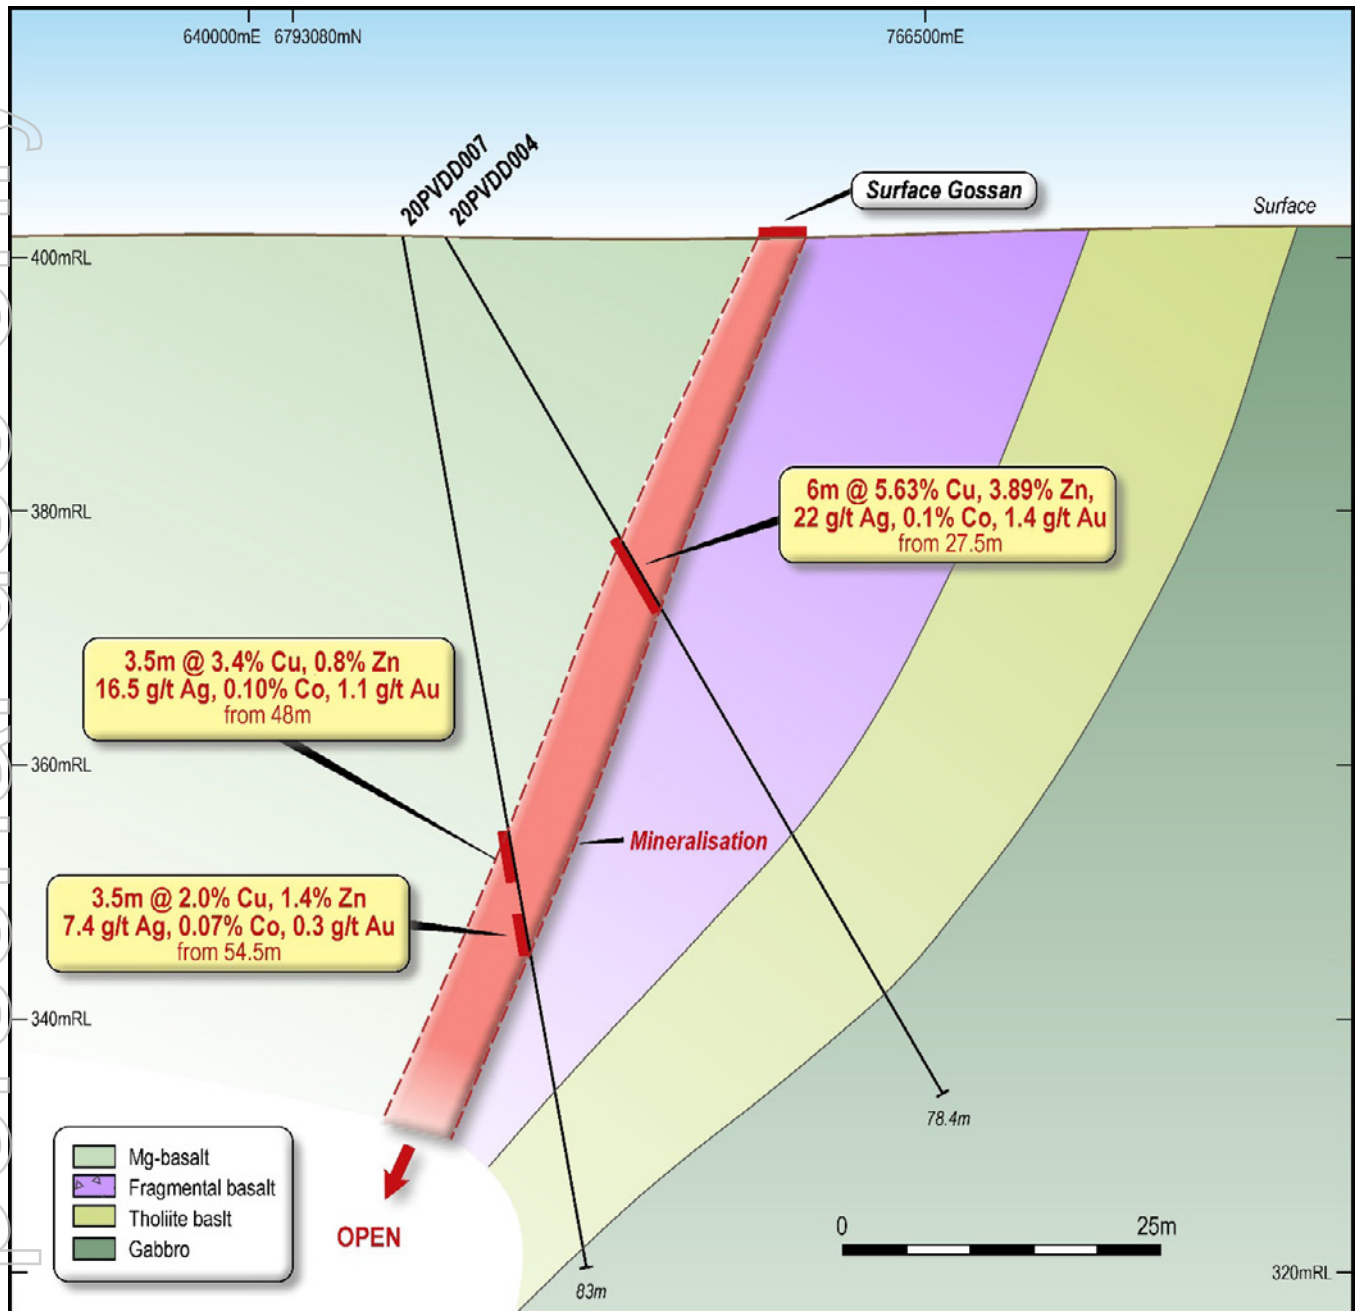 640000mE 6793080mN
766500mE
20PVDD007
20PVDD004
Surface Gossan
Surface
400mRL
380mRL
6m @ 5.63% Cu, 3.89% Zn,
22 g/t Ag, 0.1% Co, 1.4 g/t Au
from 27.5m
3.5m @ 3.4% Cu, 0.8% Zn
16.5 g/t Ag, 0.10% Co, 1.1 g/t Au
from 48m
360mRL
Mineralisation
3.5m @ 2.0% Cu, 1.4% Zn
7.4 g/t Ag, 0.07% Co, 0.3 g/t Au
from 54.5m
340mRL
78.4m
Mg-basalt
Fragmental basalt
Tholiite baslt
Gabbro
OPEN
0
25m
320mRL
83m